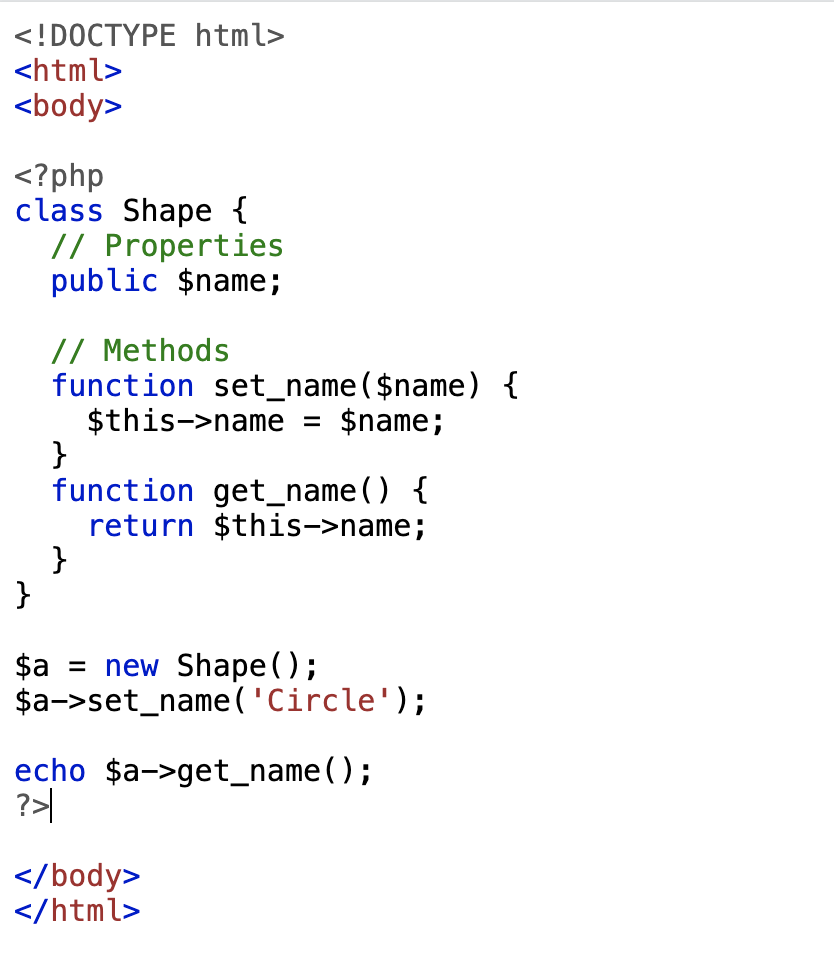 <!DOCTYPE html>
<html>
<body>

<?php
class Shape {
  // Properties
  public $name;

  // Methods
  function set_name($name) {
    $this->name = $name;
  }
  function get_name() {
    return $this->name;
  }
}

$a = new Shape();
$a->set_name('Circle');

echo $a->get_name();
?>

</body>
</html>